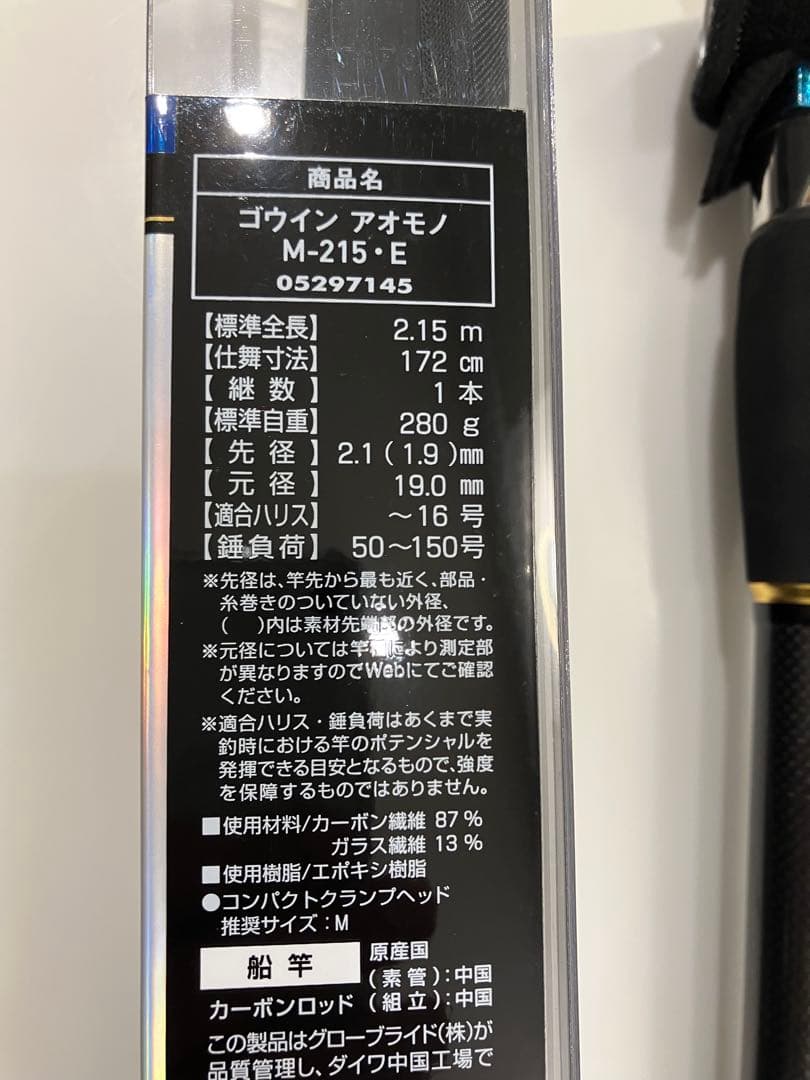 商品名
ゴウイン アオモノ
M-215・E
05297145
【標準全長】 2.15 m
【仕舞寸法】 172 cm
【継数】 1 本
【標準自重】 280 g
【先径】 2.1 ( 1.9 )mm
【元径】 19.0 mm
【適合ハリス】 ～16 号
【錘負荷】 50～150号
※先径は、竿先から最も近く、部品・
糸巻きのついていない外径、
( )内は素材先端部の外径です。
※元径については竿種により測定部
が異なりますのでWebにてご確認
ください。
※適合ハリス・錘負荷はあくまで実
釣時における竿のポテンシャルを
発揮できる目安となるもので、強度
を保障するものではありません。
■使用材料/カーボン繊維 87 %
ガラス繊維 13 %
■使用樹脂/エポキシ樹脂
●コンパクトクランプヘッド
推奨サイズ：M
船竿 原産国
(素管)：中国
カーボンロッド (組立)：中国
この製品はグローブライド(株)が
品質管理し、ダイワ中国工場で